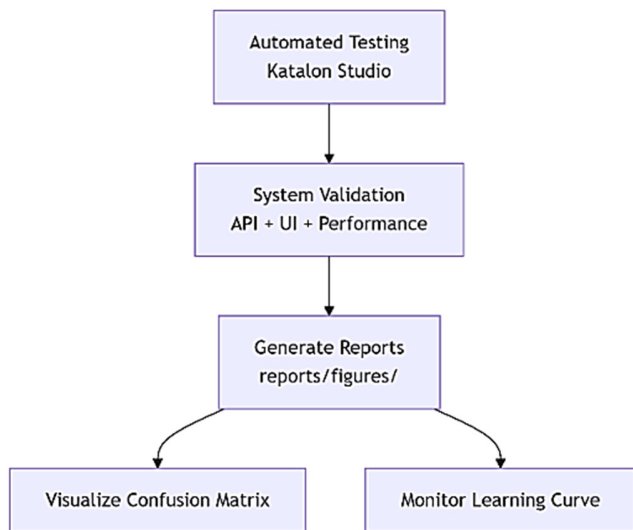 Automated Testing
Katalon Studio
System Validation
API + UI + Performance
Generate Reports
reports/figures/
Visualize Confusion Matrix
Monitor Learning Curve